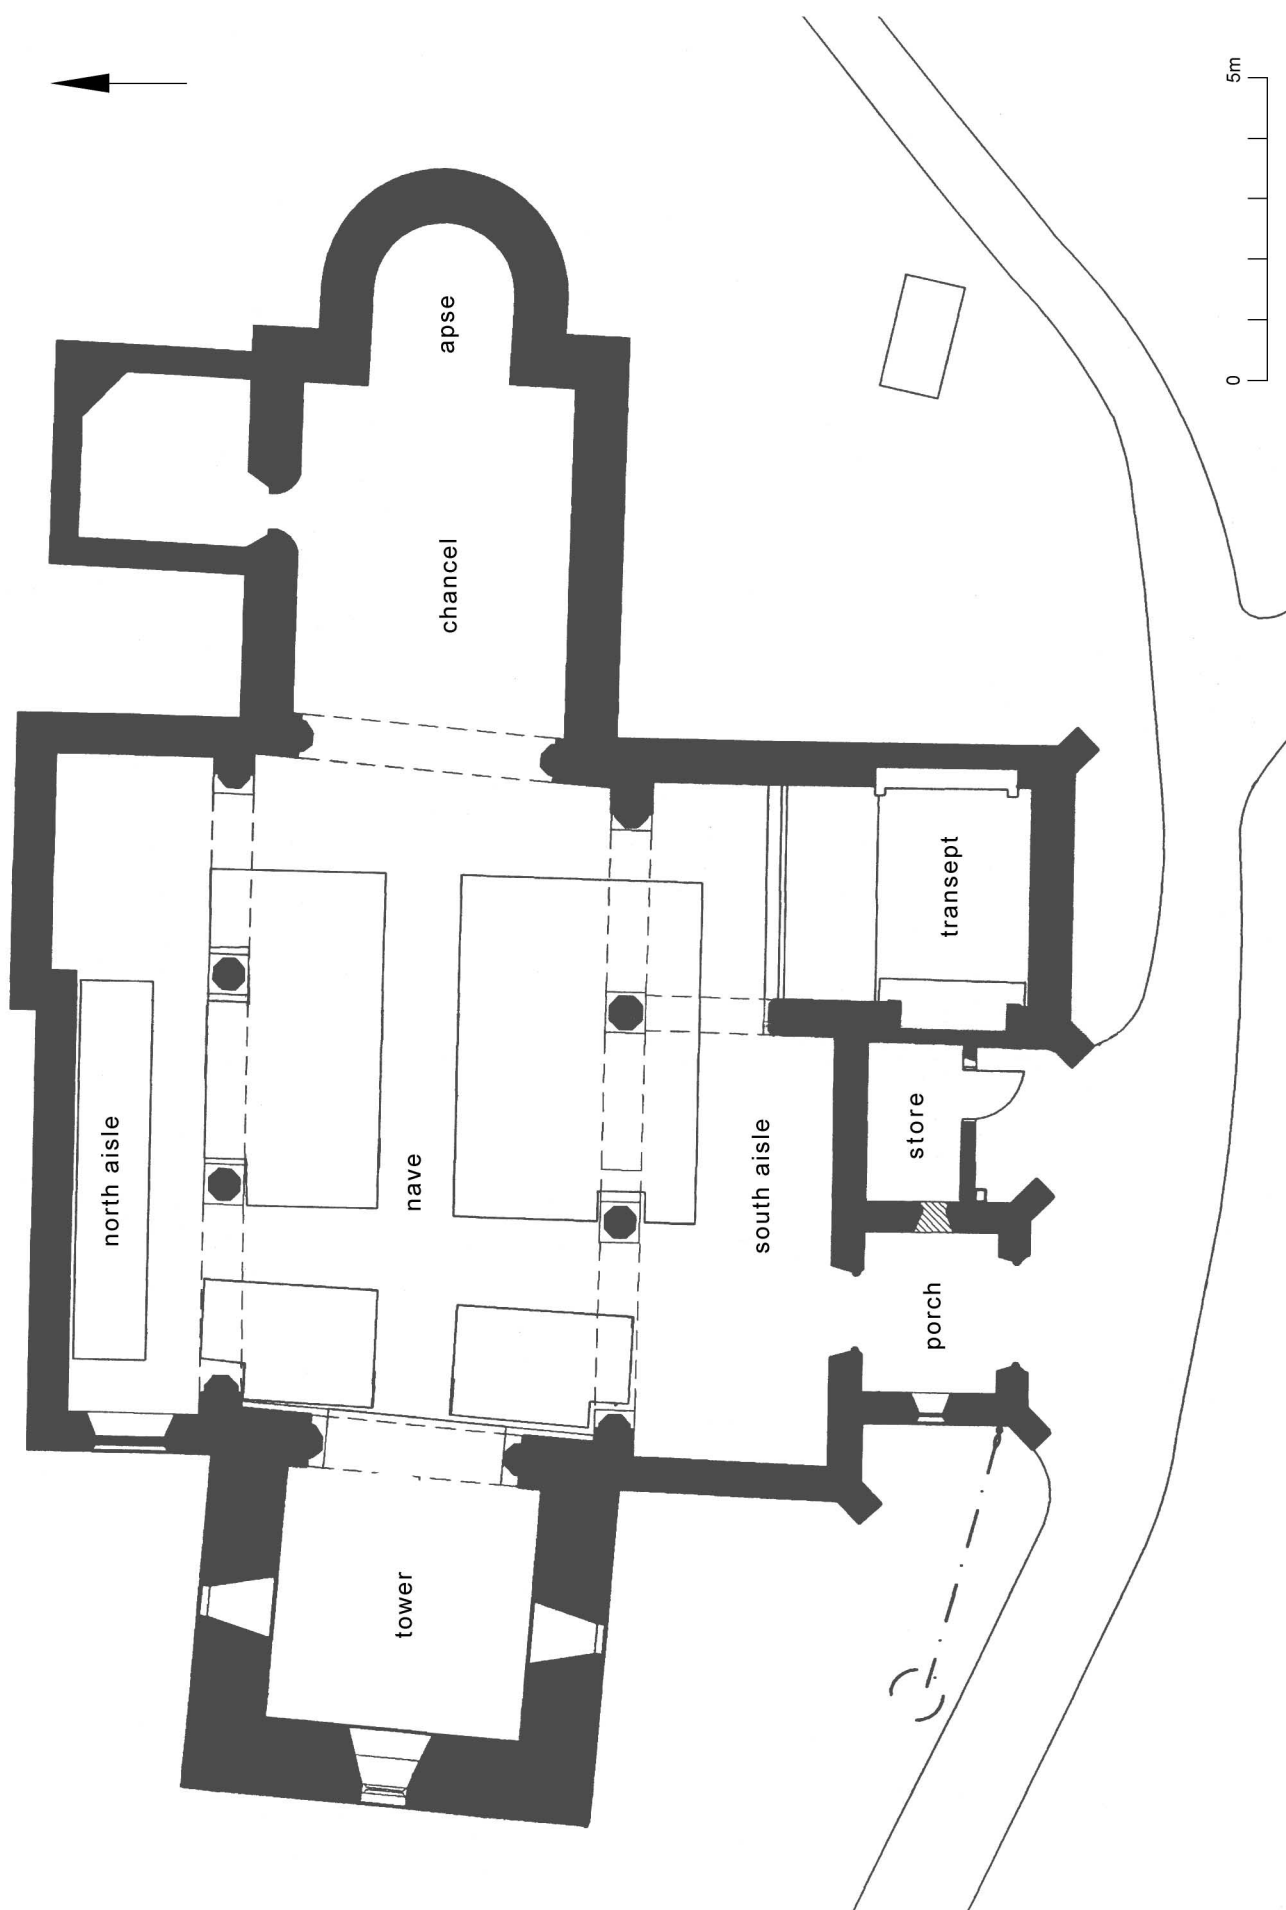 north aisle
nave
south aisle
tower
chancel
apse
transept
store
porch
0
5m